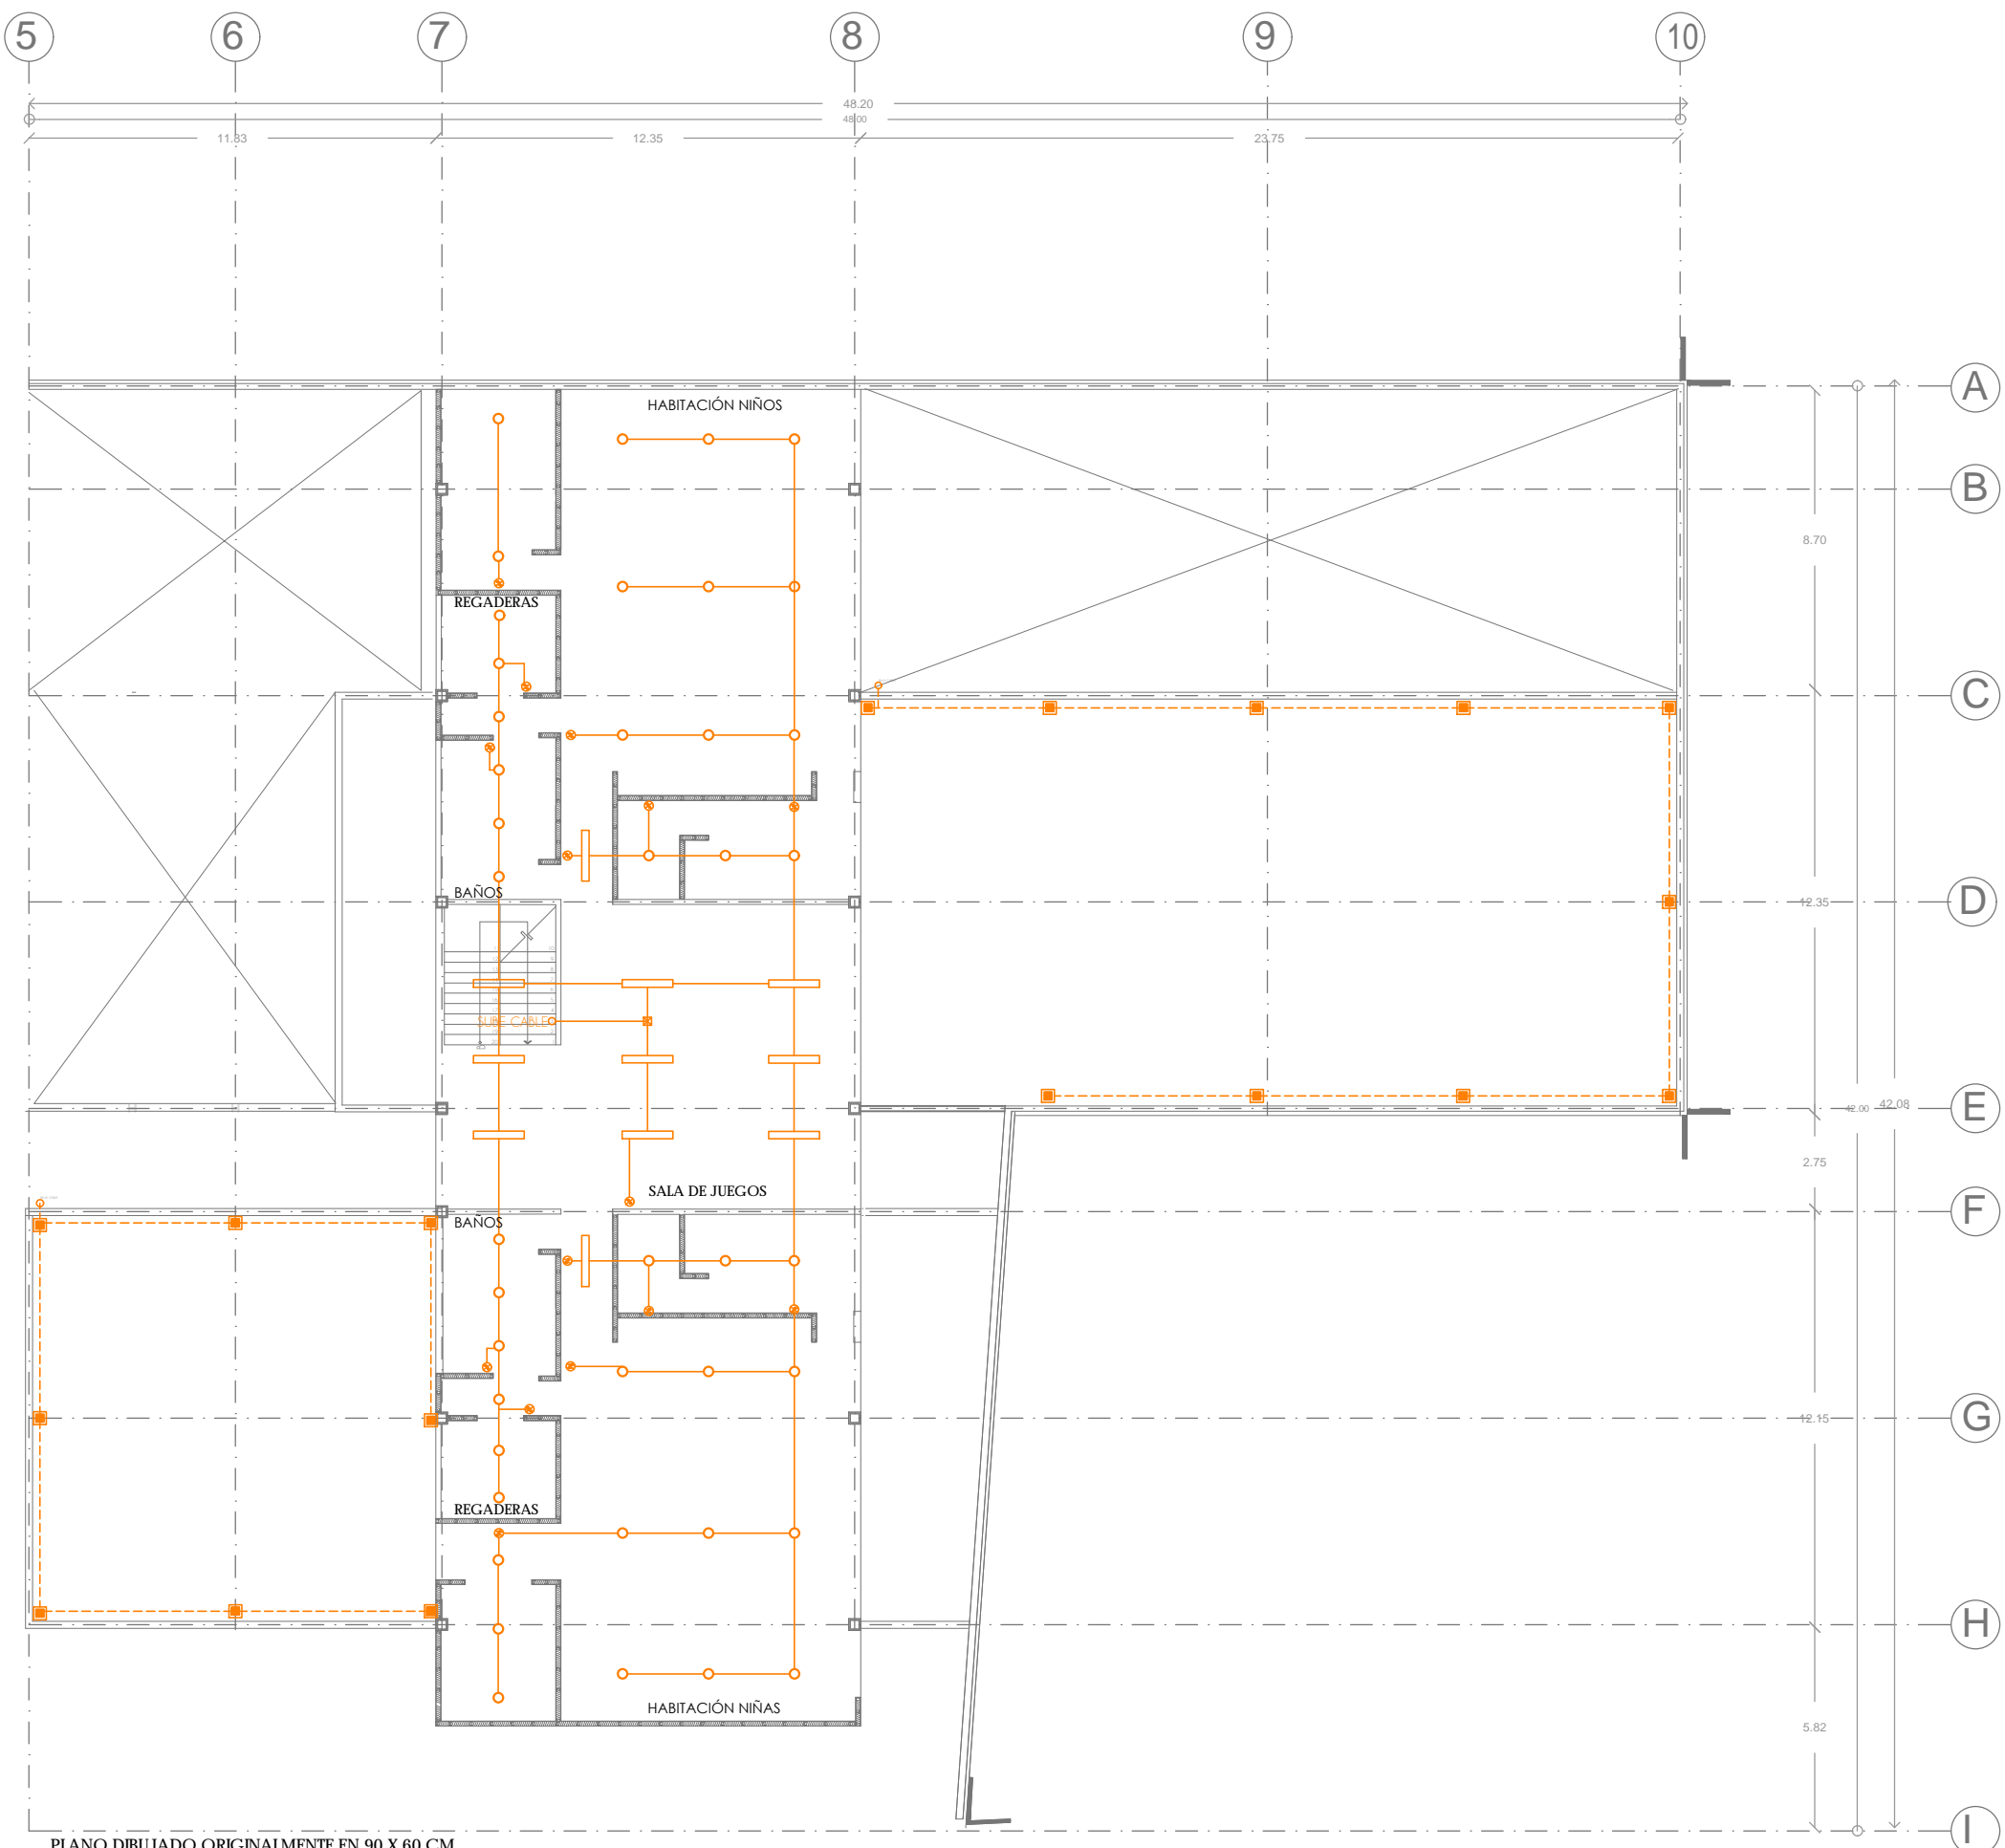 5 6 7 8 9 10
48.20
48.00
11.83 12.35 23.75
A
HABITACIÓN NIÑOS
B
8.70
REGADERAS
C
BAÑOS
12.35
D
SUBE CABLE
42.00 42.08
E
2.75
SALA DE JUEGOS
F
BAÑOS
12.15
G
REGADERAS
H
HABITACIÓN NIÑAS
5.82
I
PLANO DIBUJADO ORIGINALMENTE EN 90 X 60 CM